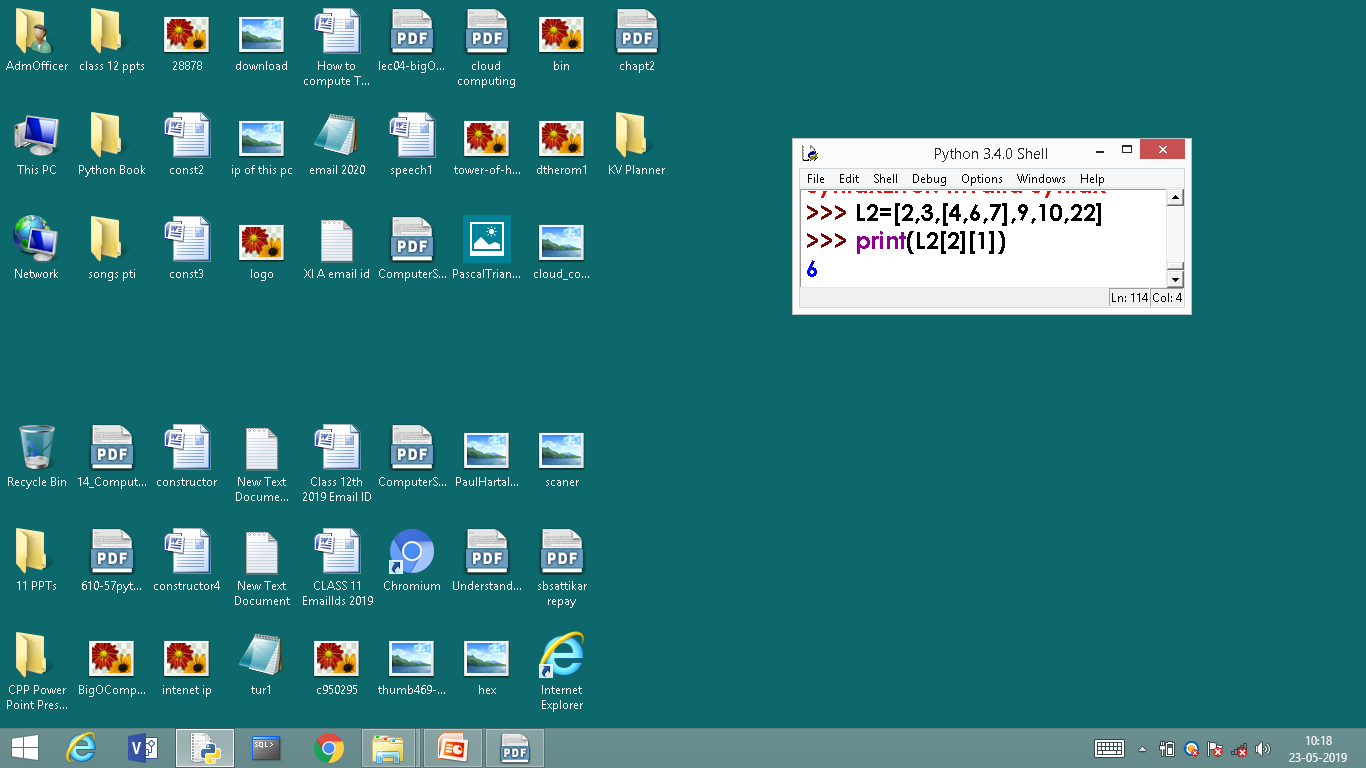 AdmOfficer
class 12 ppts
28878
download
How to
compute T...
lec04-bigO...
cloud
computing
bin
chapt2
This PC
Python Book
const2
ip of this pc
email 2020
speech1
tower-of-h...
dtherom1
KV Planner
Network
songs pti
const3
logo
XI A email id
ComputerS...
PascalTrian...
cloud_co...
Python 3.4.0 Shell
File Edit Shell Debug Options Windows Help
>>> L2=[2,3,[4,6,7],9,10,22]
>>> print(L2[2][1])
6
Ln: 114 Col: 4
Recycle Bin
14_Comput...
constructor
New Text
Docume...
Class 12th
2019 Email ID
ComputerS...
PaulHartal...
scaner
11 PPTs
610-57pyt...
constructor4
New Text
Document
CLASS 11
EmailIds 2019
Chromium
Understand...
sbsattikar
repay
CPP Power
Point Pres...
BigOComp...
intenet ip
tur1
c950295
thumb469-...
hex
Internet
Explorer
SQL>
10:18
23-05-2019